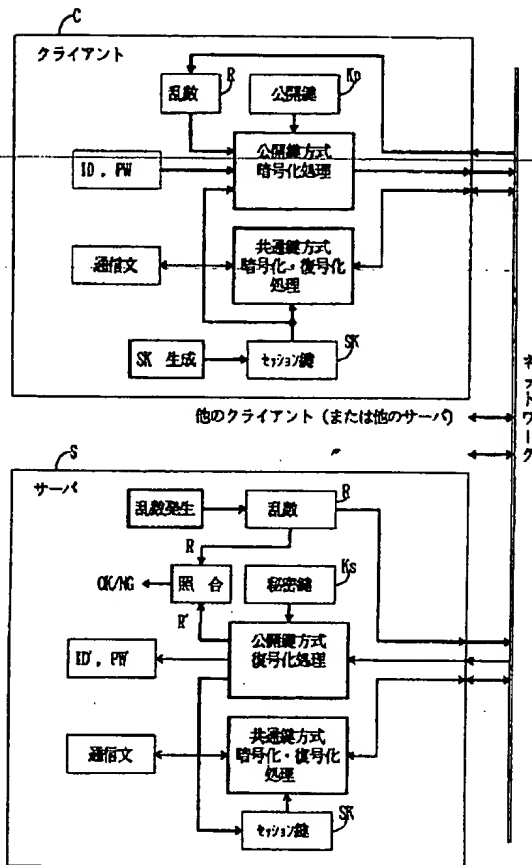 C
クライアント
乱数
R
公開鍵
Kp
公開鍵方式
暗号化処理
ID , PW
共通鍵方式
暗号化・復号化
処理
通信文
SK 生成
セッション鍵
SK
ネットワーク
他のクライアント（または他のサーバ）
S
サーバ
乱数発生
乱数
R
R
OK/NG
照 合
秘密鍵
Ks
R'
公開鍵方式
復号化処理
ID', PW'
共通鍵方式
暗号化・復号化
処理
通信文
セッション鍵
SK